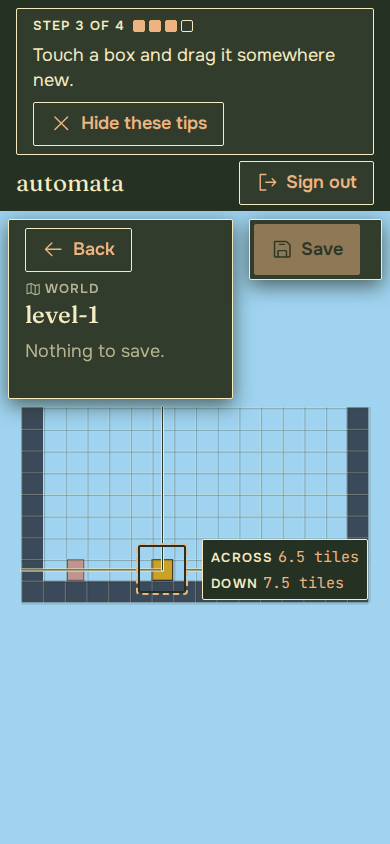 STEP 3 OF 4
Touch a box and drag it somewhere
new.
Hide these tips
automata
Sign out
Back
Save
WORLD
level-1
Nothing to save.
ACROSS 6.5 tiles
DOWN 7.5 tiles